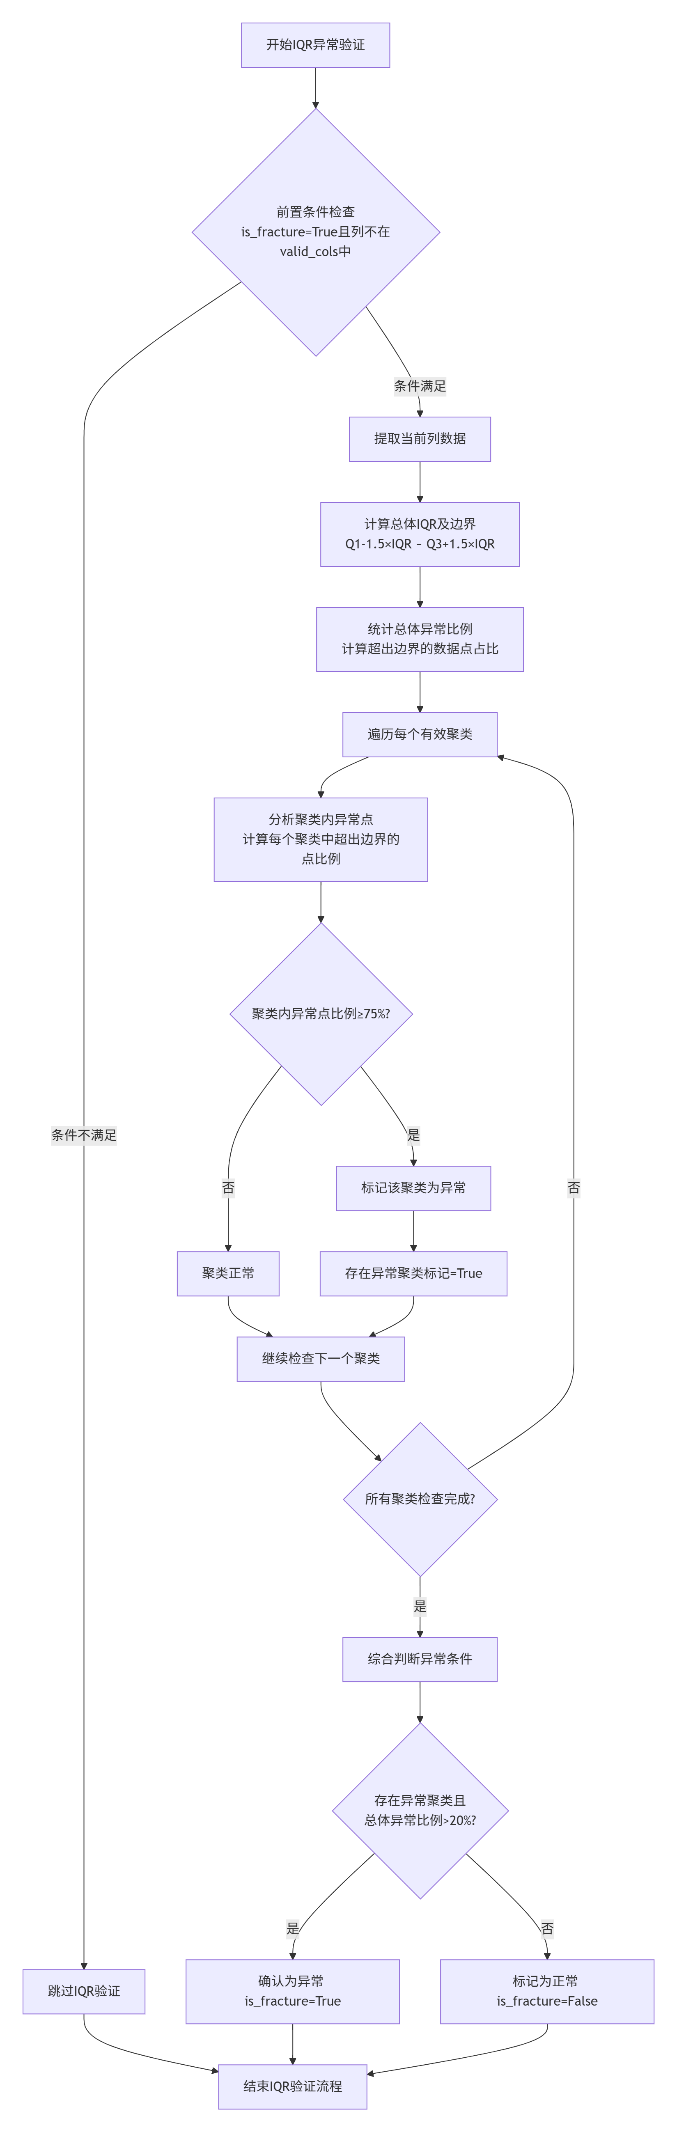 开始IQR异常验证
前置条件检查
is_fracture=True且列不在
valid_cols中
条件满足
提取当前列数据
计算总体IQR及边界
Q1-1.5×IQR - Q3+1.5×IQR
统计总体异常比例
计算超出边界的数据点占比
遍历每个有效聚类
分析聚类内异常点
计算每个聚类中超出边界的
点比例
聚类内异常点比例≥75%?
条件不满足
是
否
否
标记该聚类为异常
聚类正常
存在异常聚类标记=True
继续检查下一个聚类
所有聚类检查完成?
是
综合判断异常条件
存在异常聚类且
总体异常比例>20%?
是
否
跳过IQR验证
确认为异常
is_fracture=True
标记为正常
is_fracture=False
结束IQR验证流程